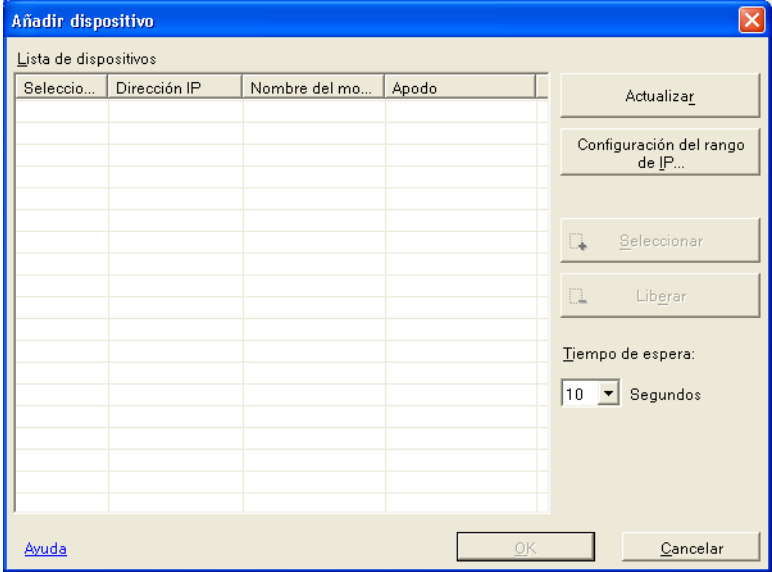 Añadir dispositivo
Lista de dispositivos
Seleccio... Dirección IP Nombre del mo... Apodo
Actualizar
Configuración del rango
de IP...
Seleccionar
Liberar
Tiempo de espera:
10 Segundos
Ayuda OK Cancelar